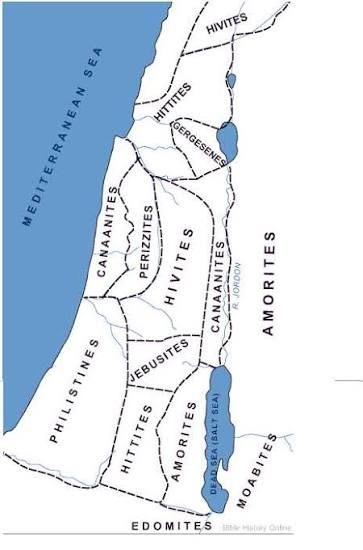 HIVITES
MEDITERRANEAN SEA
HITTITES
GERGESENES
CANAANITES
PERIZZITES
HIVITES
CANAANITES
R. JORDON
AMORITES
JEBUSITES
PHILISTINES
HITTITES
AMORITES
DEAD SEA (SALT SEA)
MOABITES
EDOMITES
Bible History Online